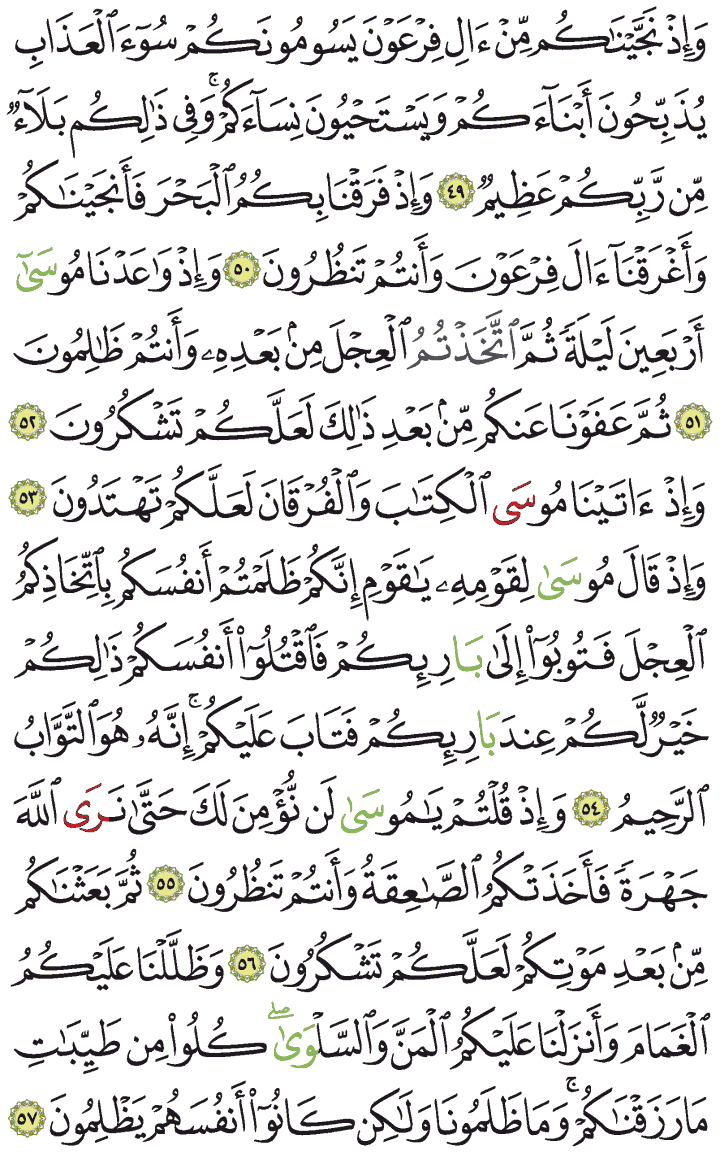 وَإِذْ نَجَّيْنَٰكُم مِّنْ ءَالِ فِرْعَوْنَ يَسُومُونَكُمْ سُوٓءَ ٱلْعَذَابِ
يُذَبِّحُونَ أَبْنَآءَكُمْ وَيَسْتَحْيُونَ نِسَآءَكُمْ ۚ وَفِى ذَٰلِكُم بَلَآءٌ
مِّن رَّبِّكُمْ عَظِيمٌ ٤٩ وَإِذْ فَرَقْنَا بِكُمُ ٱلْبَحْرَ فَأَنجَيْنَٰكُمْ
وَأَغْرَقْنَآ ءَالَ فِرْعَوْنَ وَأَنتُمْ تَنظُرُونَ ٥٠ وَإِذْ وَٰعَدْنَا مُوسَىٰٓ
أَرْبَعِينَ لَيْلَةً ثُمَّ ٱتَّخَذتُّمُ ٱلْعِجْلَ مِنۢ بَعْدِهِۦ وَأَنتُمْ ظَٰلِمُونَ
٥١ ثُمَّ عَفَوْنَا عَنكُم مِّنۢ بَعْدِ ذَٰلِكَ لَعَلَّكُمْ تَشْكُرُونَ ٥٢
وَإِذْ ءَاتَيْنَا مُوسَى ٱلْكِتَٰبَ وَٱلْفُرْقَانَ لَعَلَّكُمْ تَهْتَدُونَ ٥٣
وَإِذْ قَالَ مُوسَىٰ لِقَوْمِهِۦ يَٰقَوْمِ إِنَّكُمْ ظَلَمْتُمْ أَنفُسَكُم بِٱتِّخَاذِكُمُ
ٱلْعِجْلَ فَتُوبُوٓا۟ إِلَىٰ بَارِئِكُمْ فَٱقْتُلُوٓا۟ أَنفُسَكُمْ ذَٰلِكُمْ
خَيْرٌ لَّكُمْ عِندَ بَارِئِكُمْ فَتَابَ عَلَيْكُمْ ۚ إِنَّهُۥ هُوَ ٱلتَّوَّابُ
ٱلرَّحِيمُ ٥٤ وَإِذْ قُلْتُمْ يَٰمُوسَىٰ لَن نُّؤْمِنَ لَكَ حَتَّىٰ نَرَى ٱللَّهَ
جَهْرَةً فَأَخَذَتْكُمُ ٱلصَّٰعِقَةُ وَأَنتُمْ تَنظُرُونَ ٥٥ ثُمَّ بَعَثْنَٰكُم
مِّنۢ بَعْدِ مَوْتِكُمْ لَعَلَّكُمْ تَشْكُرُونَ ٥٦ وَظَلَّلْنَا عَلَيْكُمُ
ٱلْغَمَامَ وَأَنزَلْنَا عَلَيْكُمُ ٱلْمَنَّ وَٱلسَّلْوَىٰ ۖ كُلُوا۟ مِن طَيِّبَٰتِ
مَا رَزَقْنَٰكُمْ ۚ وَمَا ظَلَمُونَا وَلَٰكِن كَانُوٓا۟ أَنفُسَهُمْ يَظْلِمُونَ ٥٧